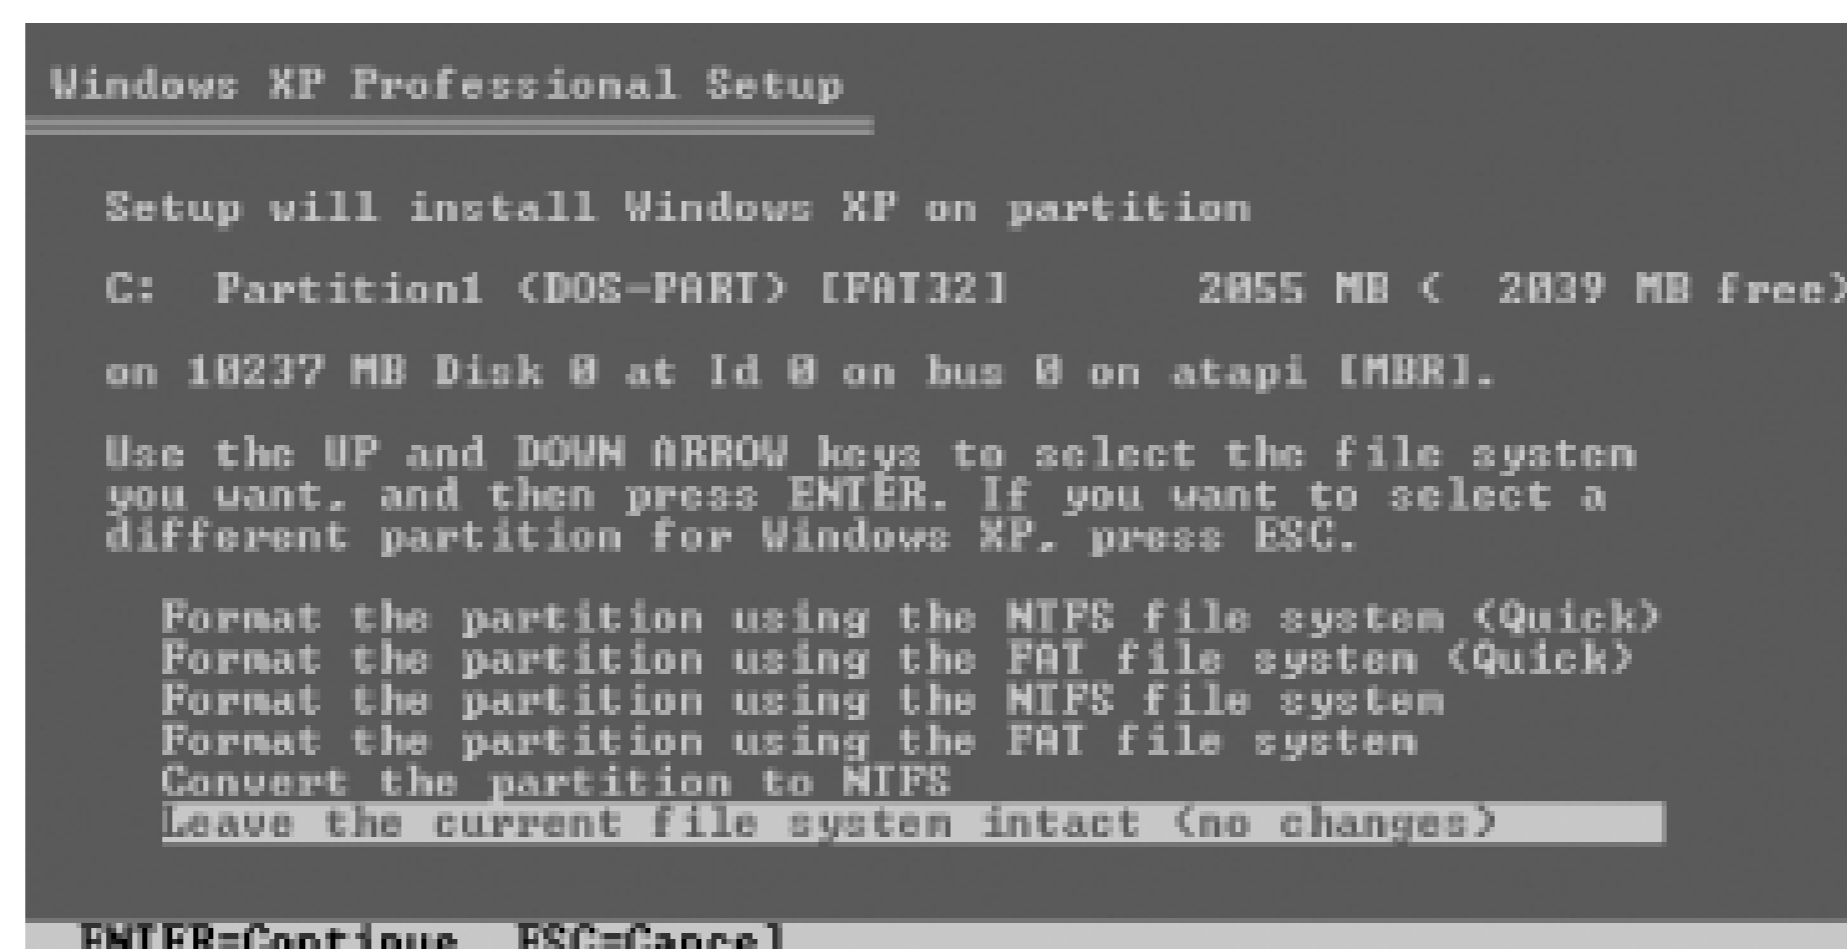 Windows XP Professional Setup
Setup will install Windows XP on partition
C:  Partition1 (DOS-PART) [FAT32]       2055 MB (  2039 MB free)
on 10237 MB Disk 0 at Id 0 on bus 0 on atapi [MBR].
Use the UP and DOWN ARROW keys to select the file system
you want, and then press ENTER. If you want to select a
different partition for Windows XP, press ESC.
Format the partition using the NTFS file system (Quick)
Format the partition using the FAT file system (Quick)
Format the partition using the NTFS file system
Format the partition using the FAT file system
Convert the partition to NTFS
Leave the current file system intact (no changes)
ENTER=Continue  ESC=Cancel